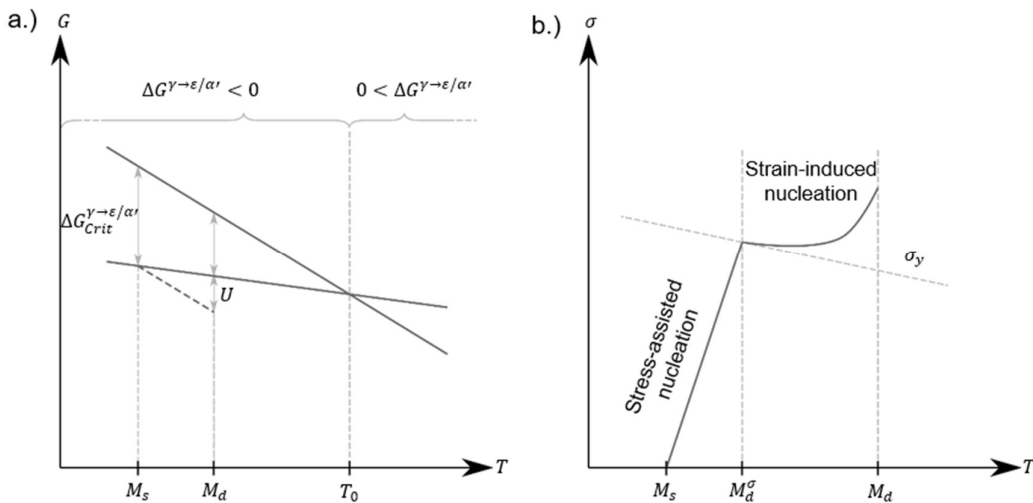 a.)
G
ΔG^{γ→ε/α′} < 0
0 < ΔG^{γ→ε/α′}
ΔG_{Crit}^{γ→ε/α′}
U
M_s
M_d
T_0
T
b.)
σ
Strain-induced
nucleation
σ_y
Stress-assisted
nucleation
M_s
M_d^σ
M_d
T